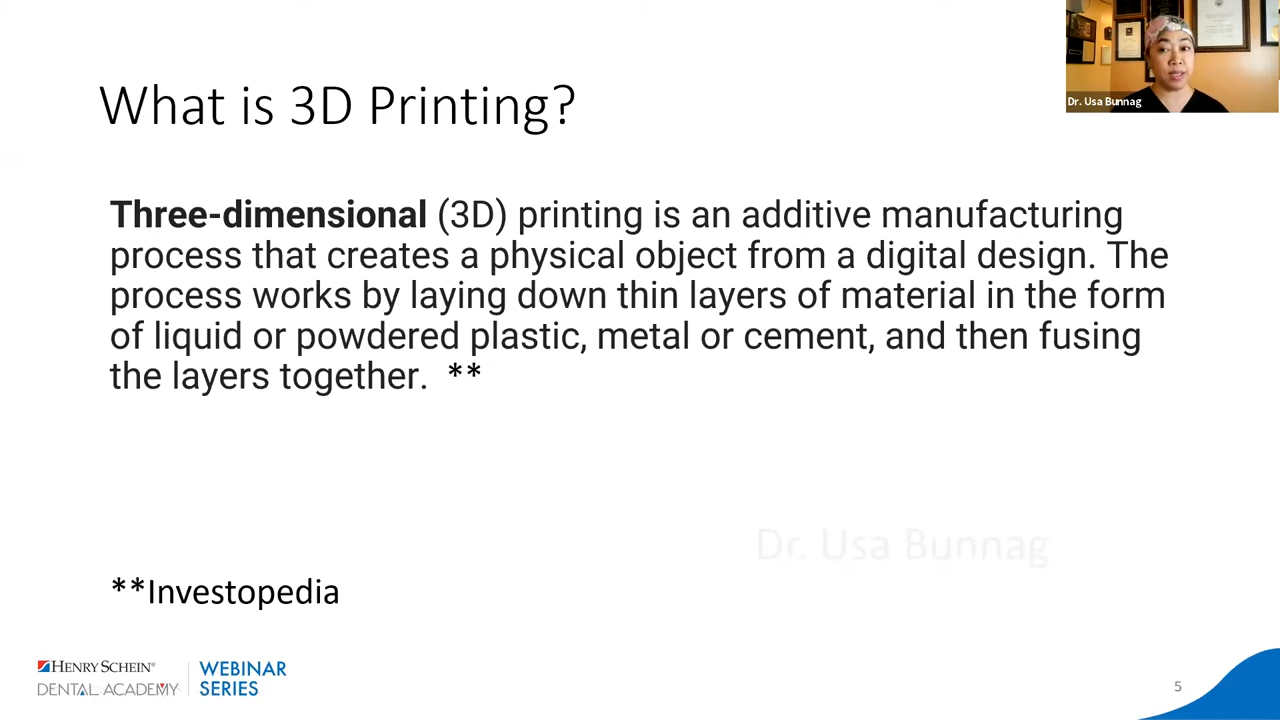 Dr. Usa Bunnag
What is 3D Printing?
Three-dimensional (3D) printing is an additive manufacturing
process that creates a physical object from a digital design. The
process works by laying down thin layers of material in the form
of liquid or powdered plastic, metal or cement, and then fusing
the layers together. **
Dr. Usa Bunnag
**Investopedia
HENRY SCHEIN®
DENTAL ACADEMY
WEBINAR
SERIES
5